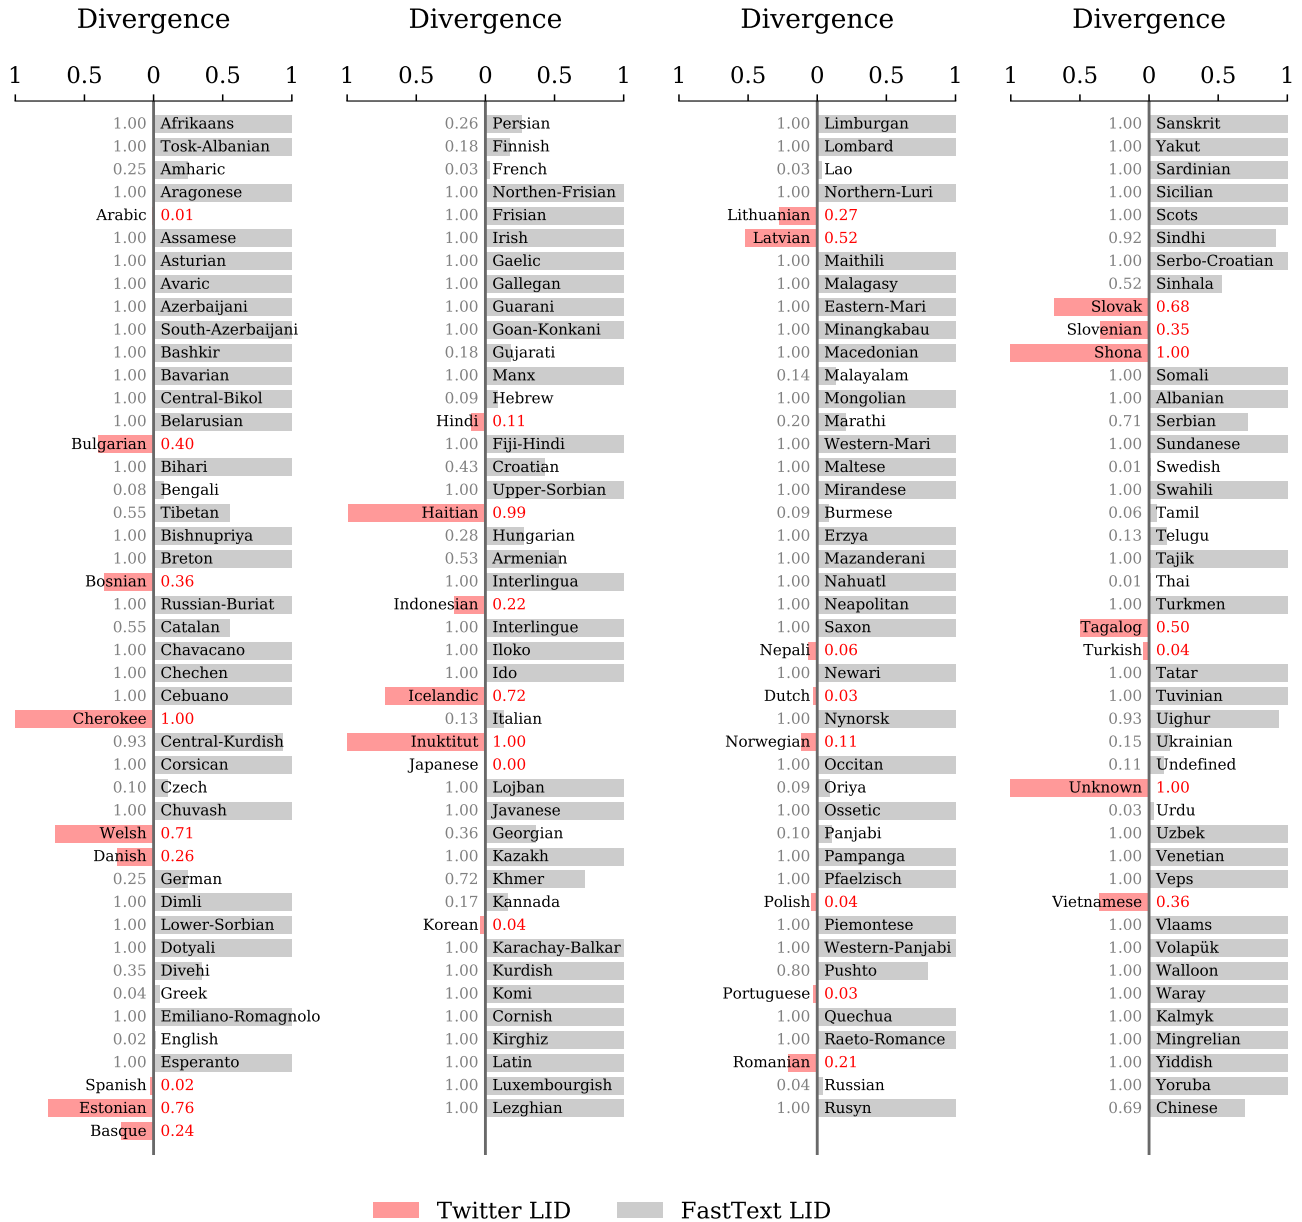 Divergence
1 0.5 0 0.5 1
1.00 Afrikaans
1.00 Tosk-Albanian
0.25 Amharic
1.00 Aragonese
Arabic 0.01
1.00 Assamese
1.00 Asturian
1.00 Avaric
1.00 Azerbaijani
1.00 South-Azerbaijani
1.00 Bashkir
1.00 Bavarian
1.00 Central-Bikol
1.00 Belarusian
Bulgarian 0.40
1.00 Bihari
0.08 Bengali
0.55 Tibetan
1.00 Bishnupriya
1.00 Breton
Bosnian 0.36
1.00 Russian-Buriat
0.55 Catalan
1.00 Chavacano
1.00 Chechen
1.00 Cebuano
Cherokee 1.00
0.93 Central-Kurdish
1.00 Corsican
0.10 Czech
1.00 Chuvash
Welsh 0.71
Danish 0.26
0.25 German
1.00 Dimli
1.00 Lower-Sorbian
1.00 Dotyali
0.35 Divehi
0.04 Greek
1.00 Emiliano-Romagnolo
0.02 English
1.00 Esperanto
Spanish 0.02
Estonian 0.76
Basque 0.24
Divergence
1 0.5 0 0.5 1
0.26 Persian
0.18 Finnish
0.03 French
1.00 Northen-Frisian
1.00 Frisian
1.00 Irish
1.00 Gaelic
1.00 Gallegan
1.00 Guarani
1.00 Goan-Konkani
0.18 Gujarati
1.00 Manx
0.09 Hebrew
Hindi 0.11
1.00 Fiji-Hindi
0.43 Croatian
1.00 Upper-Sorbian
Haitian 0.99
0.28 Hungarian
0.53 Armenian
1.00 Interlingua
Indonesian 0.22
1.00 Interlingue
1.00 Iloko
1.00 Ido
Icelandic 0.72
0.13 Italian
Inuktitut 1.00
Japanese 0.00
1.00 Lojban
1.00 Javanese
0.36 Georgian
1.00 Kazakh
0.72 Khmer
0.17 Kannada
Korean 0.04
1.00 Karachay-Balkar
1.00 Kurdish
1.00 Komi
1.00 Cornish
1.00 Kirghiz
1.00 Latin
1.00 Luxembourgish
1.00 Lezghian
Divergence
1 0.5 0 0.5 1
1.00 Limburgan
1.00 Lombard
0.03 Lao
1.00 Northern-Luri
Lithuanian 0.27
Latvian 0.52
1.00 Maithili
1.00 Malagasy
1.00 Eastern-Mari
1.00 Minangkabau
1.00 Macedonian
0.14 Malayalam
1.00 Mongolian
0.20 Marathi
1.00 Western-Mari
1.00 Maltese
1.00 Mirandese
0.09 Burmese
1.00 Erzya
1.00 Mazanderani
1.00 Nahuatl
1.00 Neapolitan
1.00 Saxon
Nepali 0.06
1.00 Newari
Dutch 0.03
1.00 Nynorsk
Norwegian 0.11
1.00 Occitan
0.09 Oriya
1.00 Ossetic
0.10 Panjabi
1.00 Pampanga
1.00 Pfaelzisch
Polish 0.04
1.00 Piemontese
1.00 Western-Panjabi
0.80 Pushto
Portuguese 0.03
1.00 Quechua
1.00 Raeto-Romance
Romanian 0.21
0.04 Russian
1.00 Rusyn
Divergence
1 0.5 0 0.5 1
1.00 Sanskrit
1.00 Yakut
1.00 Sardinian
1.00 Sicilian
1.00 Scots
0.92 Sindhi
1.00 Serbo-Croatian
0.52 Sinhala
Slovak 0.68
Slovenian 0.35
Shona 1.00
1.00 Somali
1.00 Albanian
0.71 Serbian
1.00 Sundanese
0.01 Swedish
1.00 Swahili
0.06 Tamil
0.13 Telugu
1.00 Tajik
0.01 Thai
1.00 Turkmen
Tagalog 0.50
Turkish 0.04
1.00 Tatar
1.00 Tuvinian
0.93 Uighur
0.15 Ukrainian
0.11 Undefined
Unknown 1.00
0.03 Urdu
1.00 Uzbek
1.00 Venetian
1.00 Veps
Vietnamese 0.36
1.00 Vlaams
1.00 Volapük
1.00 Walloon
1.00 Waray
1.00 Kalmyk
1.00 Mingrelian
1.00 Yiddish
1.00 Yoruba
0.69 Chinese
Twitter LID FastText LID